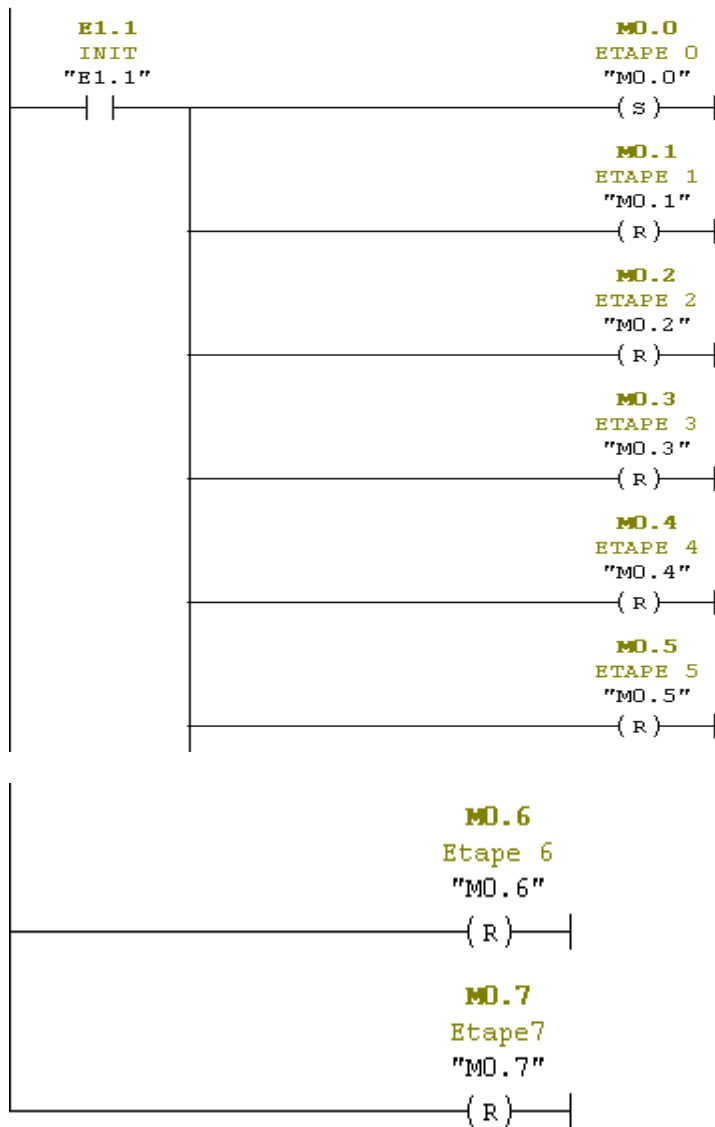 E1.1
INIT
"E1.1"
M0.0
ETAPE 0
"M0.0"
( S )
M0.1
ETAPE 1
"M0.1"
( R )
M0.2
ETAPE 2
"M0.2"
( R )
M0.3
ETAPE 3
"M0.3"
( R )
M0.4
ETAPE 4
"M0.4"
( R )
M0.5
ETAPE 5
"M0.5"
( R )
M0.6
Etape 6
"M0.6"
( R )
M0.7
Etape7
"M0.7"
( R )